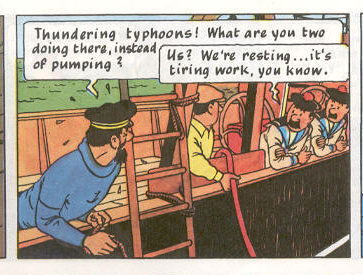 Thundering typhoons! What are you two
doing there, instead
of pumping?
Us? We're resting...it's
tiring work, you know.